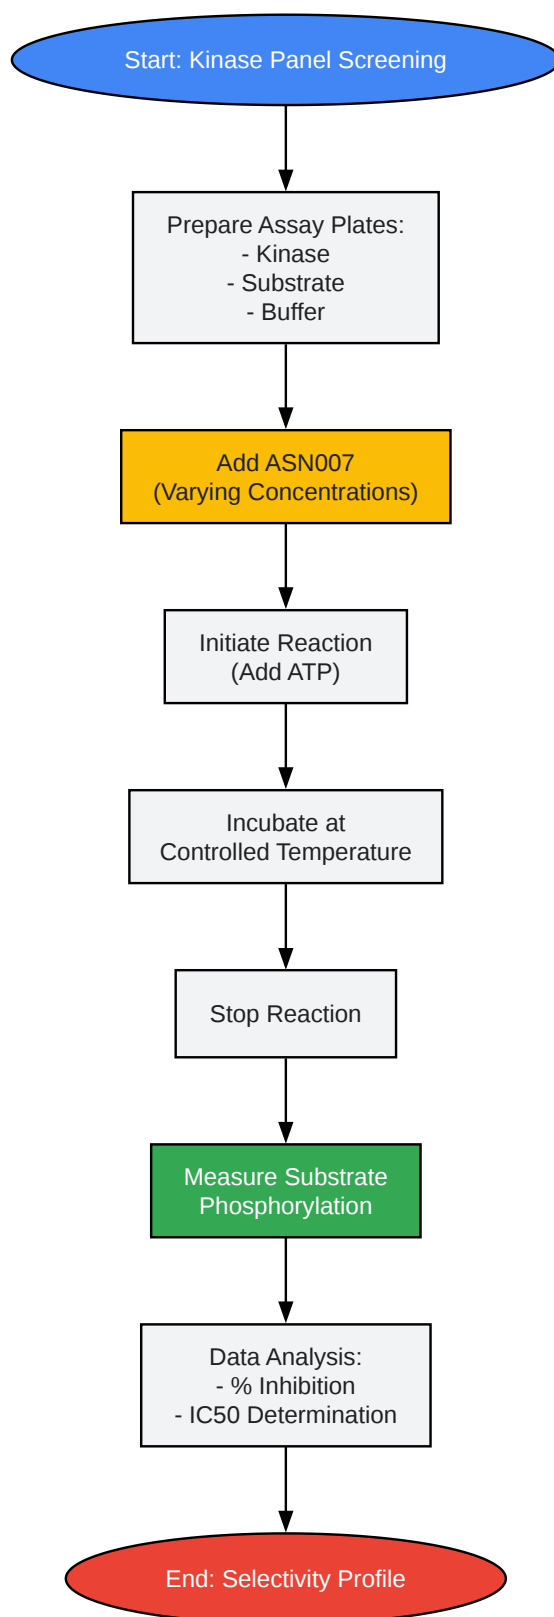 Start: Kinase Panel Screening
Prepare Assay Plates:
- Kinase
- Substrate
- Buffer
Add ASN007
(Varying Concentrations)
Initiate Reaction
(Add ATP)
Incubate at
Controlled Temperature
Stop Reaction
Measure Substrate
Phosphorylation
Data Analysis:
- % Inhibition
- IC50 Determination
End: Selectivity Profile